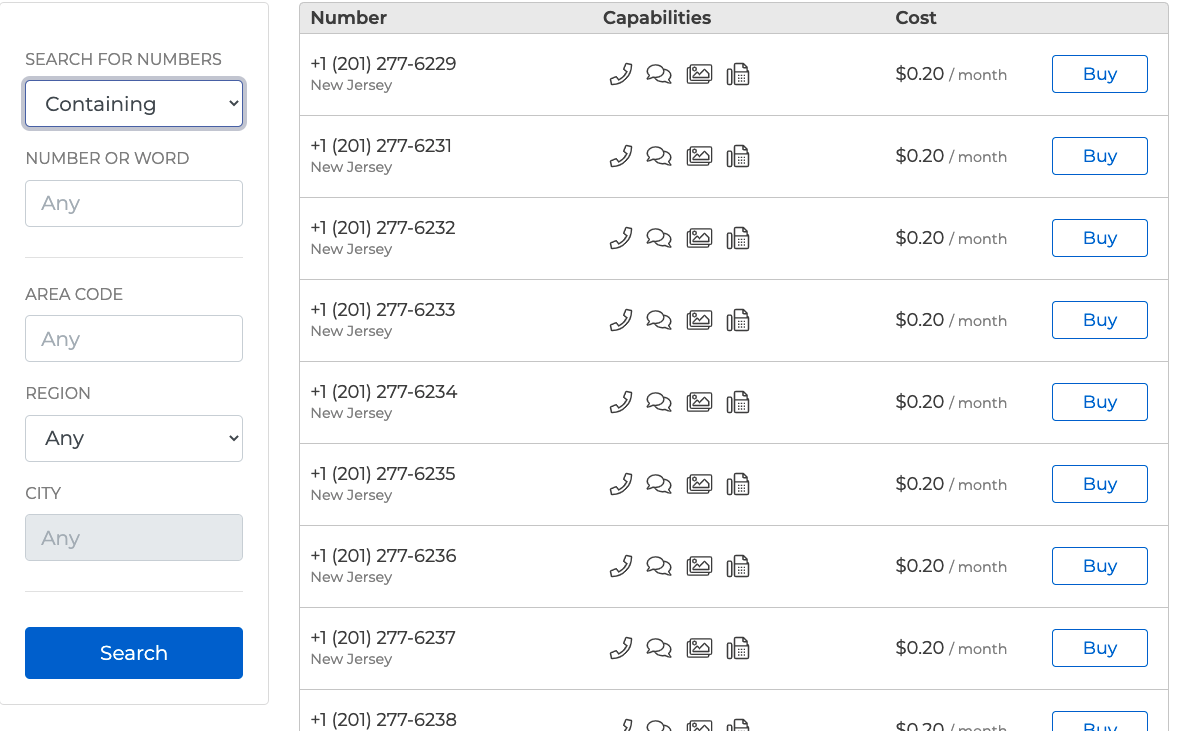 SEARCH FOR NUMBERS
Containing
NUMBER OR WORD
Any
AREA CODE
Any
REGION
Any
CITY
Any
Search
Number Capabilities Cost
+1 (201) 277-6229
New Jersey
$0.20 / month Buy
+1 (201) 277-6231
New Jersey
$0.20 / month Buy
+1 (201) 277-6232
New Jersey
$0.20 / month Buy
+1 (201) 277-6233
New Jersey
$0.20 / month Buy
+1 (201) 277-6234
New Jersey
$0.20 / month Buy
+1 (201) 277-6235
New Jersey
$0.20 / month Buy
+1 (201) 277-6236
New Jersey
$0.20 / month Buy
+1 (201) 277-6237
New Jersey
$0.20 / month Buy
+1 (201) 277-6238
$0.20 / month Buy